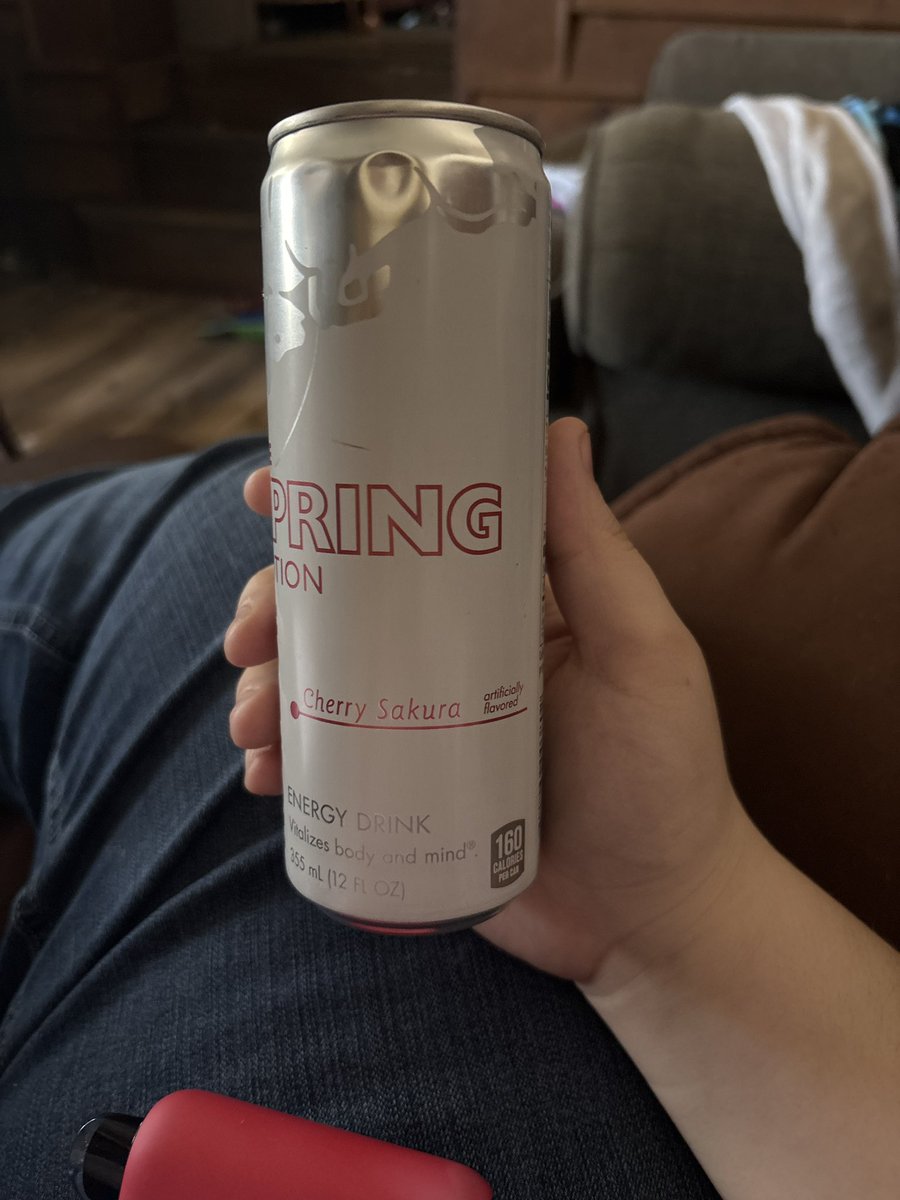 PRING
TION
Cherry Sakura
artificially
flavored
ENERGY DRINK
Vitalizes body and mind®.
355 mL (12 FL OZ)
160
CALORIES
PER CAN